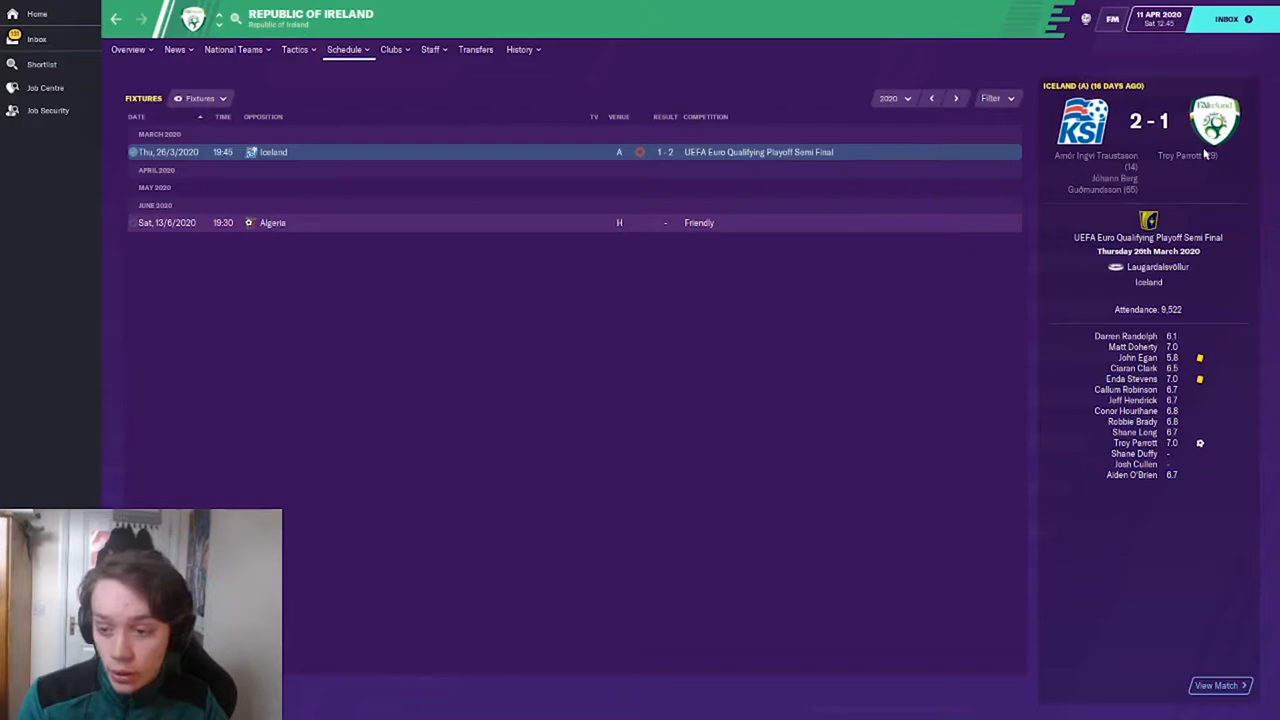 Home
Inbox
Shortlist
Job Centre
Job Security
REPUBLIC OF IRELAND
Republic of Ireland
FM
11 APR 2020
Sat 12:45
INBOX
Overview News National Teams Tactics Schedule Clubs Staff Transfers History
FIXTURES Fixtures 2020 Filter
DATE TIME OPPOSITION TV VENUE RESULT COMPETITION
MARCH 2020
Thu, 26/3/2020 19:45 Iceland A 1 - 2 UEFA Euro Qualifying Playoff Semi Final
APRIL 2020
MAY 2020
JUNE 2020
Sat, 13/6/2020 19:30 Algeria H - Friendly
ICELAND (A) (16 DAYS AGO)
KSÍ
2 - 1
Arnór Ingvi Traustason
(14)
Jóhann Berg
Guðmundsson (65)
Troy Parrott
UEFA Euro Qualifying Playoff Semi Final
Thursday 26th March 2020
Laugardalsvöllur
Iceland
Attendance: 9,522
Darren Randolph 6.1
Matt Doherty 7.0
John Egan 5.8
Ciaran Clark 6.5
Enda Stevens 7.0
Callum Robinson 6.7
Jeff Hendrick 6.7
Conor Hourihane 6.8
Robbie Brady 6.8
Shane Long 6.7
Troy Parrott 7.0
Shane Duffy -
Josh Cullen -
Aiden O'Brien 6.7
View Match